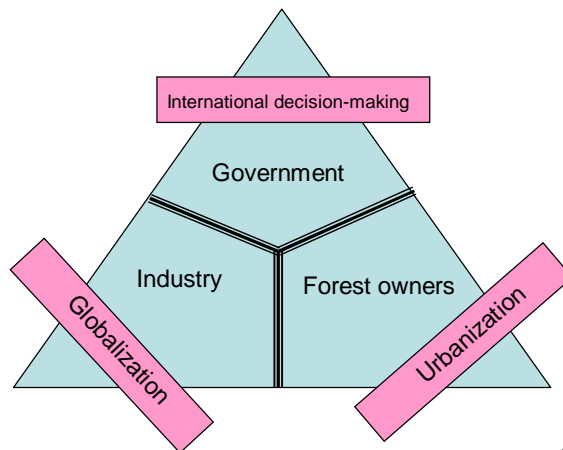 International decision-making
Government
Industry
Forest owners
Globalization
Urbanization